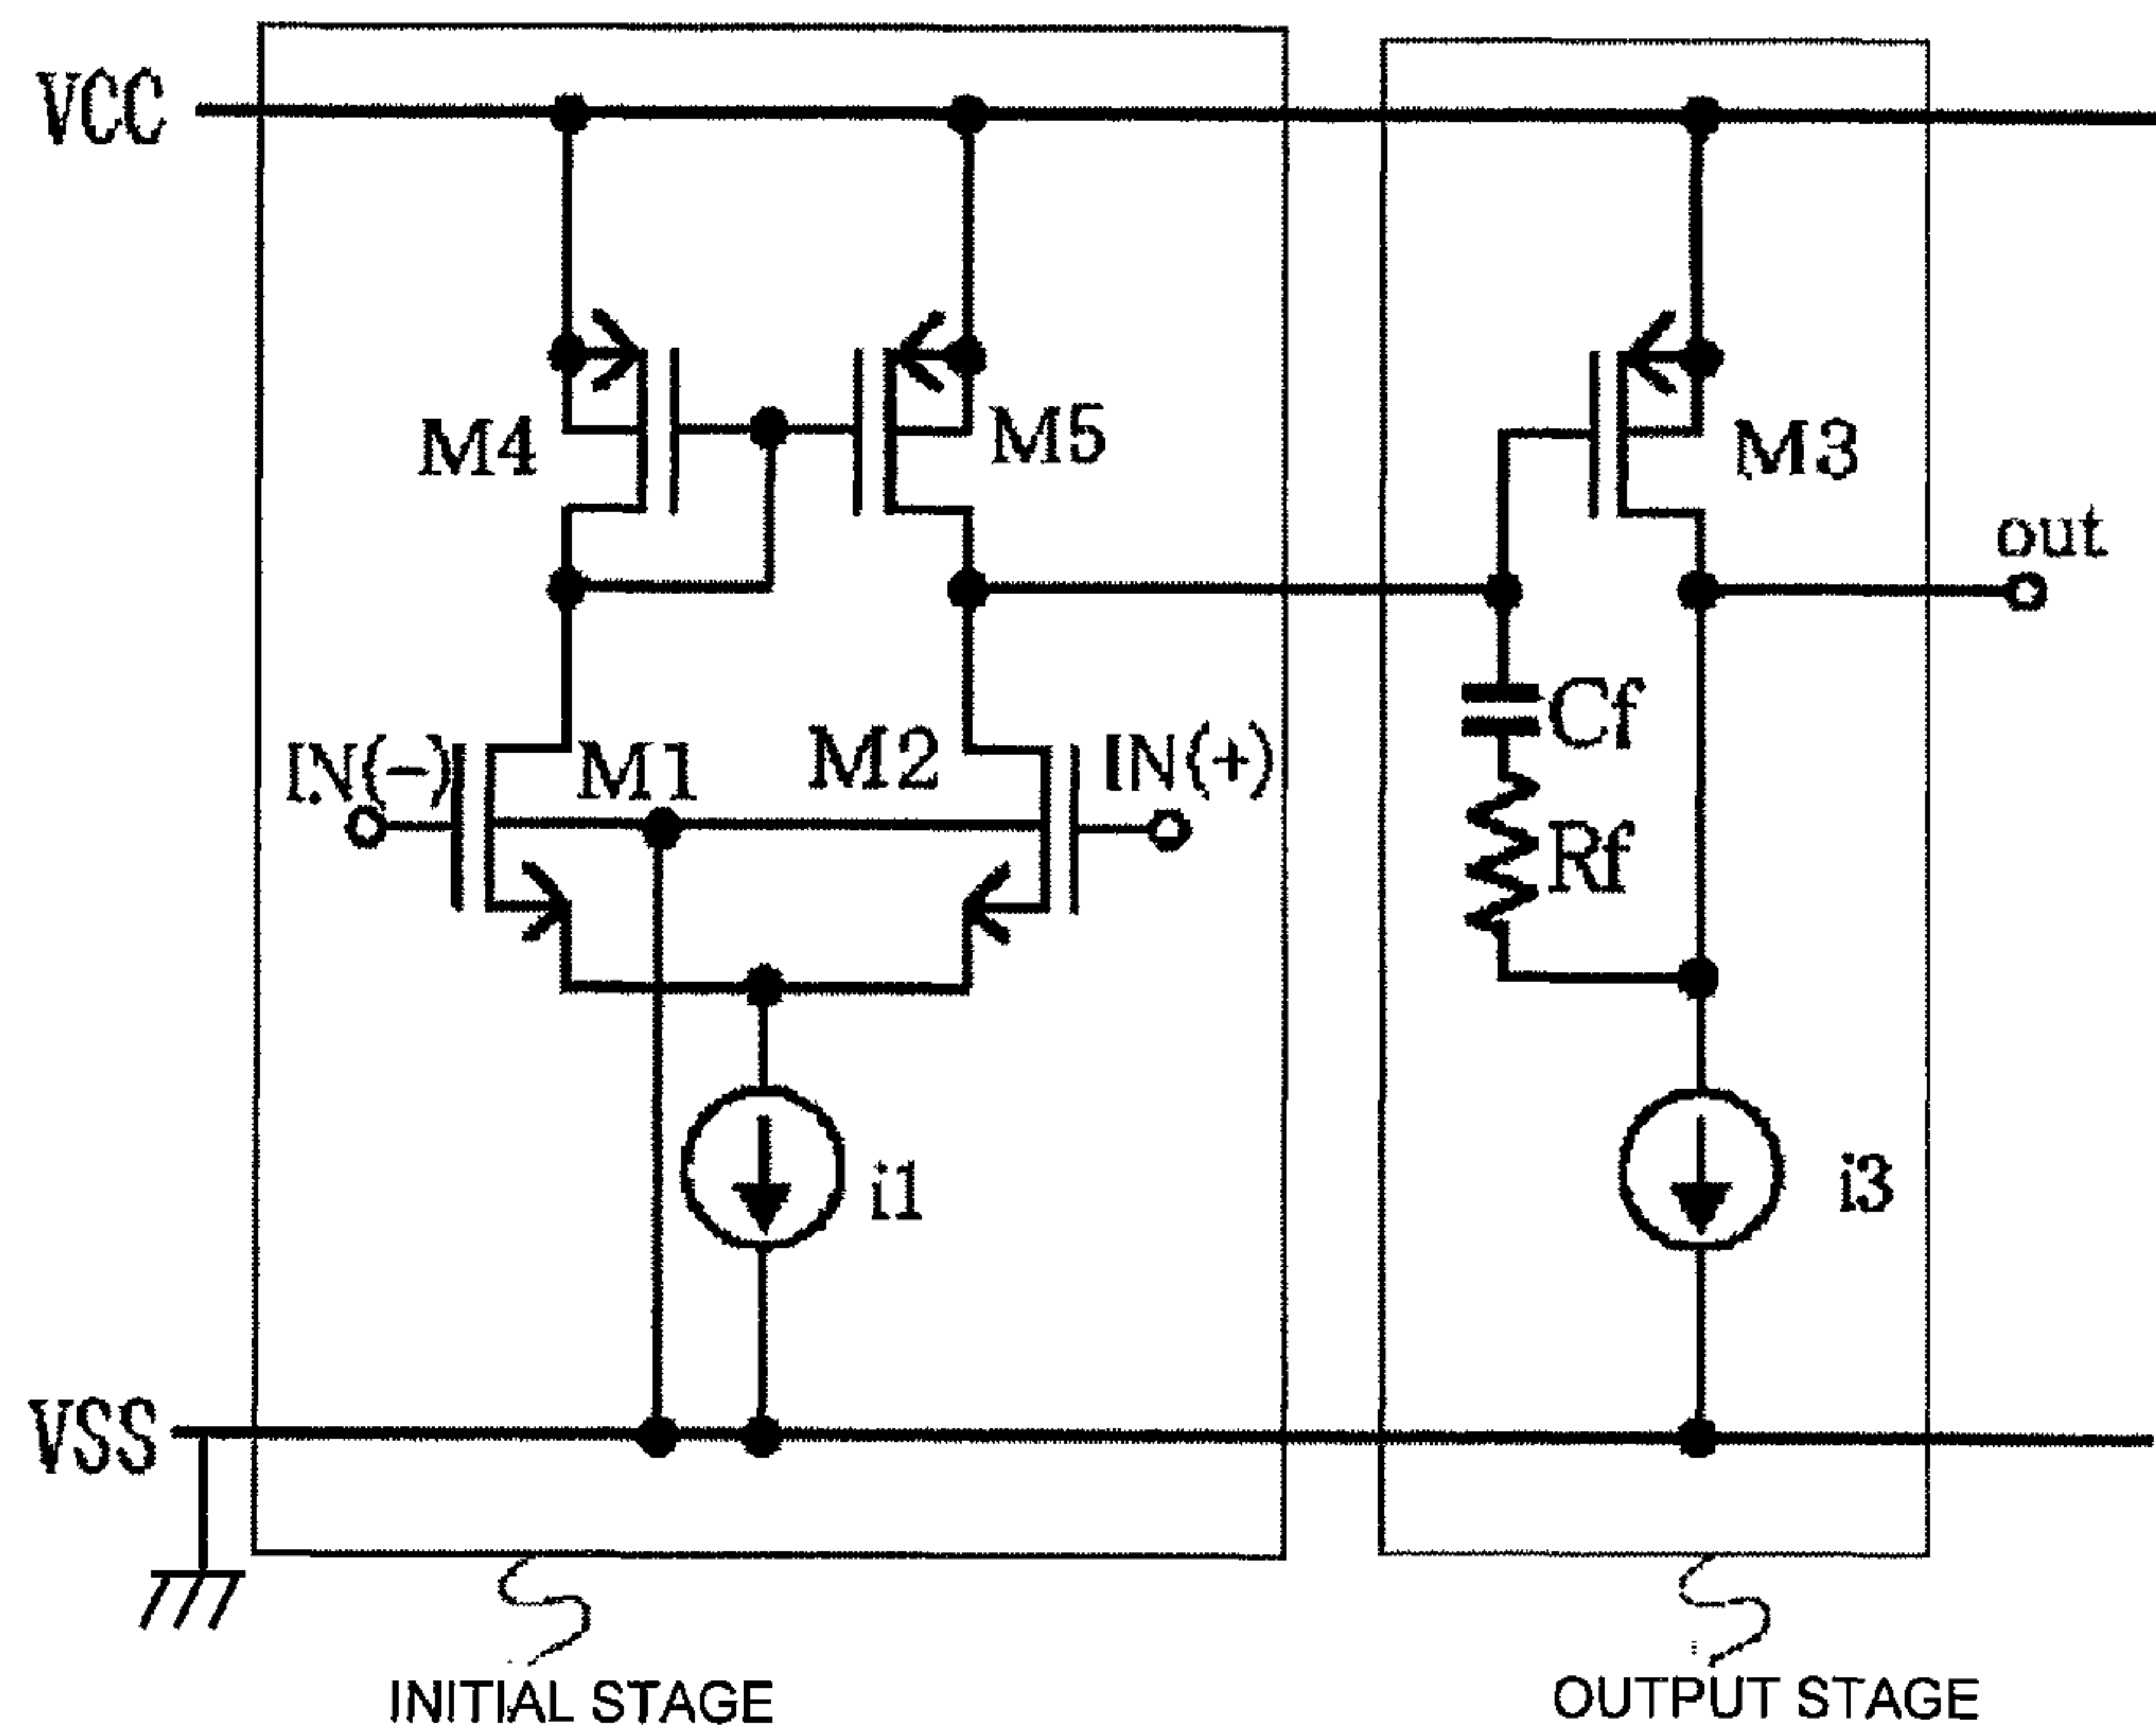 VCC
M4
M5
M3
out
IN(-)
M1
M2
IN(+)
Cf
Rf
i1
i3
VSS
INITIAL STAGE
OUTPUT STAGE